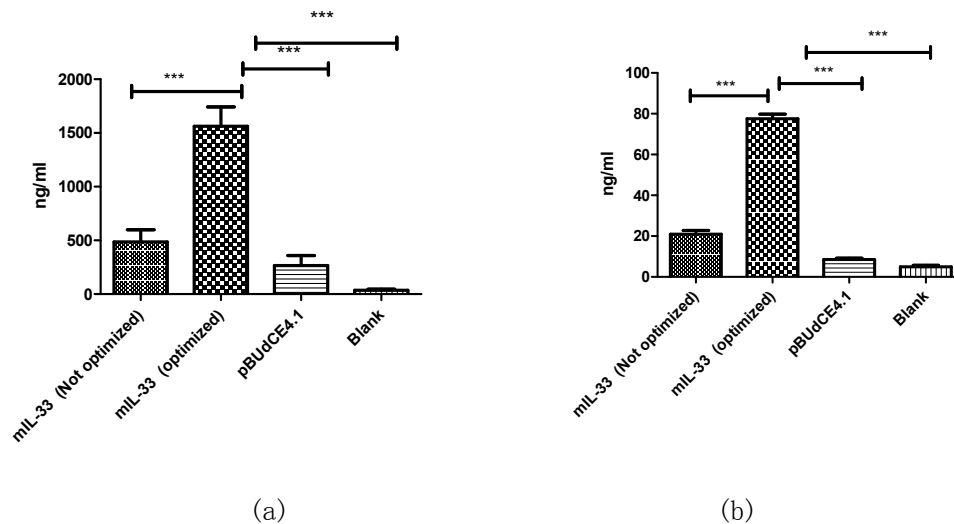 ***
***
***
2000
1500
1000
500
0
ng/ml
mIL-33 (Not optimized)
mIL-33 (optimized)
pBUdCE4.1
Blank
(a)
***
***
***
100
80
60
40
20
0
ng/ml
mIL-33 (Not optimized)
mIL-33 (optimized)
pBUdCE4.1
Blank
(b)